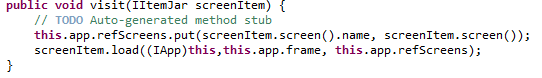 public void visit(IItemJar screenItem) {
    // TODO Auto-generated method stub
    this.app.refScreens.put(screenItem.screen().name, screenItem.screen());
    screenItem.load((IApp)this,this.app.frame, this.app.refScreens);
}